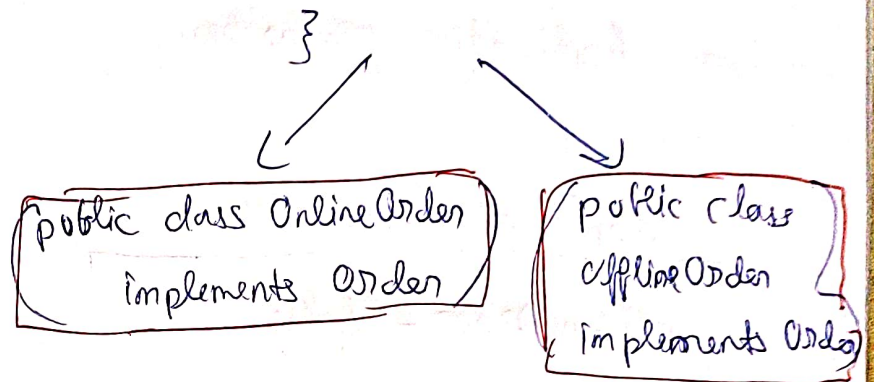 }
public class OnlineOrder
implements Order
public class
OfflineOrder
implements Order